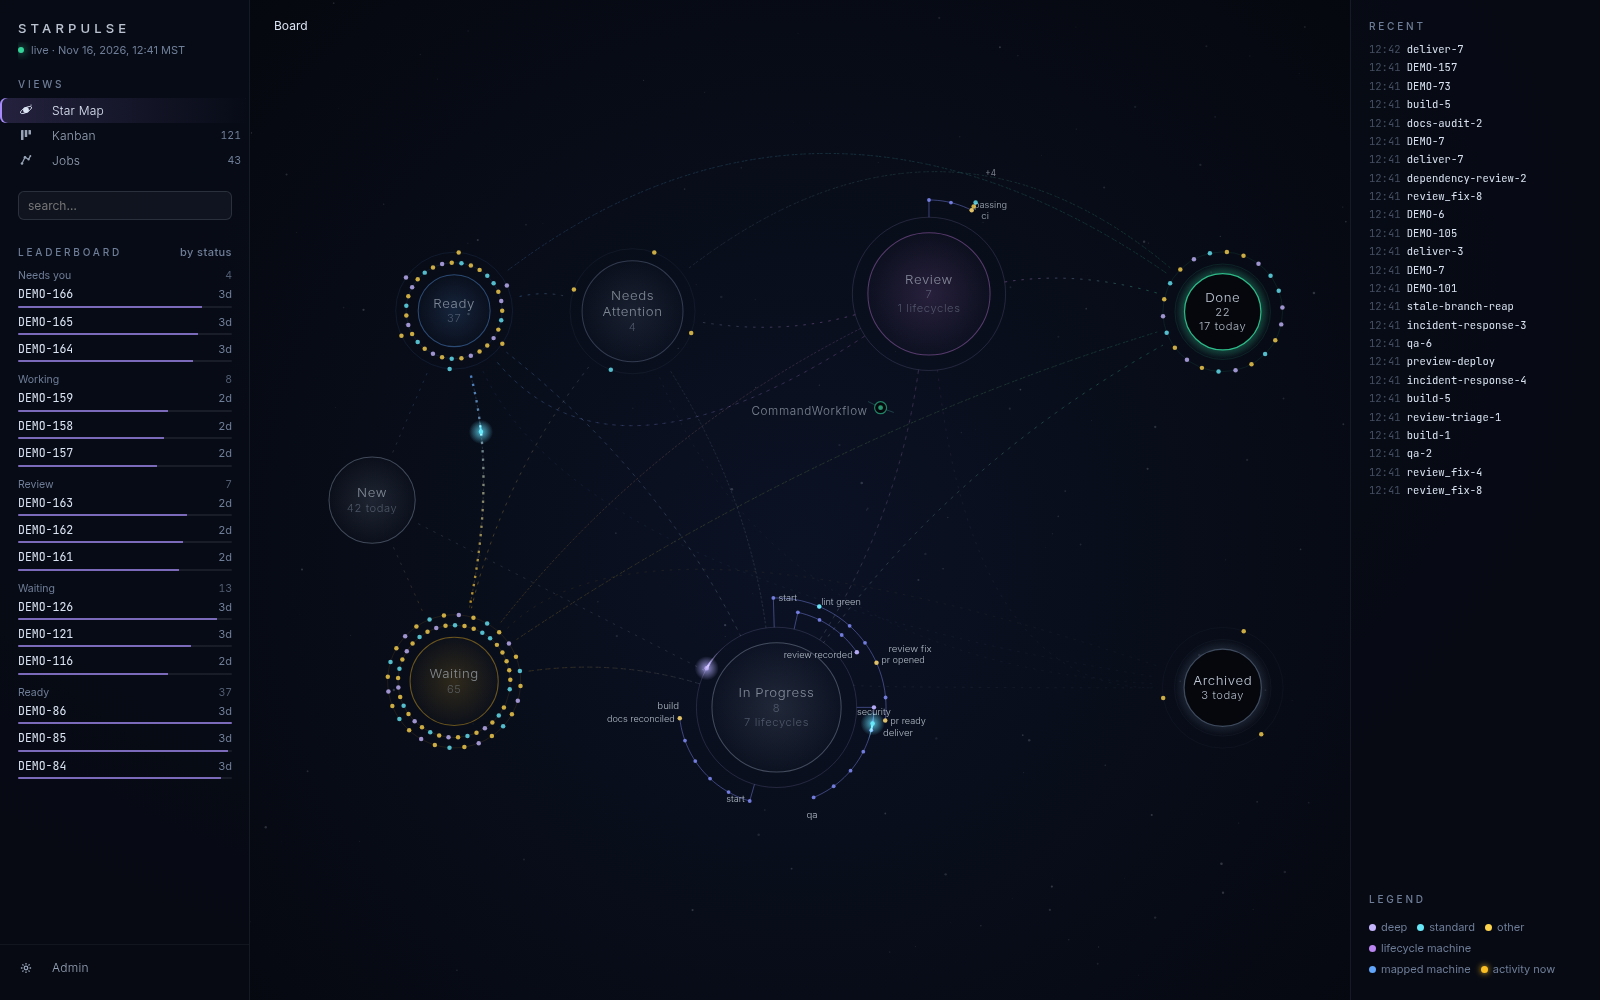 STARPULSE
live · Nov 16, 2026, 12:41 MST
VIEWS
Star Map
Kanban 121
Jobs 43
search...
LEADERBOARD by status
Needs you 4
DEMO-166 3d
DEMO-165 3d
DEMO-164 3d
Working 8
DEMO-159 2d
DEMO-158 2d
DEMO-157 2d
Review 7
DEMO-163 2d
DEMO-162 2d
DEMO-161 2d
Waiting 13
DEMO-126 3d
DEMO-121 3d
DEMO-116 2d
Ready 37
DEMO-86 3d
DEMO-85 3d
DEMO-84 3d
Admin
Board
+4
passing
ci
Review
7
1 lifecycles
Ready
37
Needs
Attention
4
Done
22
17 today
CommandWorkflow
New
42 today
start
lint green
review recorded
review fix
pr opened
Waiting
65
In Progress
8
7 lifecycles
build
docs reconciled
security
pr ready
deliver
start
qa
Archived
3 today
RECENT
12:42 deliver-7
12:41 DEMO-157
12:41 DEMO-73
12:41 build-5
12:41 docs-audit-2
12:41 DEMO-7
12:41 deliver-7
12:41 dependency-review-2
12:41 review_fix-8
12:41 DEMO-6
12:41 DEMO-105
12:41 deliver-3
12:41 DEMO-7
12:41 DEMO-101
12:41 stale-branch-reap
12:41 incident-response-3
12:41 qa-6
12:41 preview-deploy
12:41 incident-response-4
12:41 build-5
12:41 review-triage-1
12:41 build-1
12:41 qa-2
12:41 review_fix-4
12:41 review_fix-8
LEGEND
deep standard other
lifecycle machine
mapped machine activity now